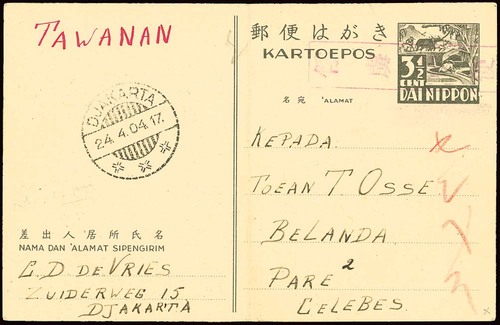 TAWANAN
郵便はがき
KARTOEPOS
3½
CENT
DAI NIPPON
DJAKARTA
24.4.04.17.
名宛 'ALAMAT
KEPADA.
TOEAN T OSSE
BELANDA
PARE²
CELEBES.
差出人居所氏名
NAMA DAN 'ALAMAT SIPENGIRIM
C.D DE VRIES
ZUIDERWEG 15
DJAKARTA